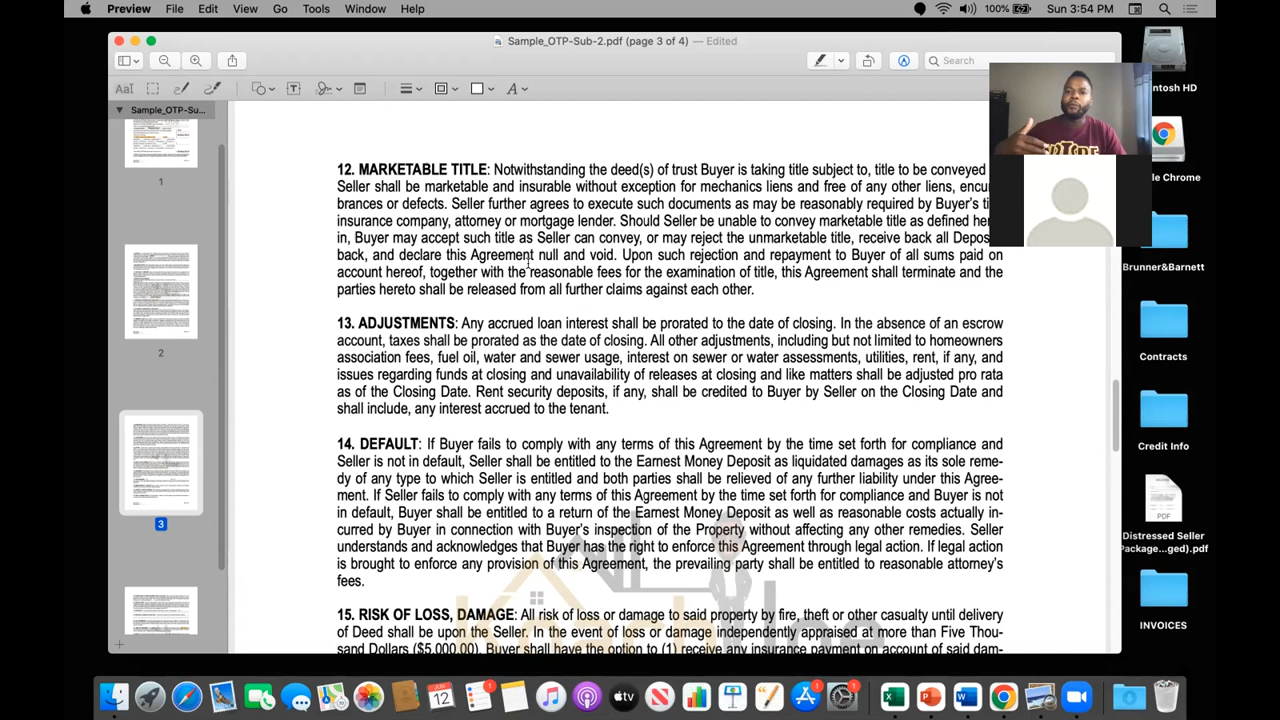 Preview File Edit View Go Tools Window Help
100% Sun 3:54 PM
Sample_OTP-Sub-2.pdf (page 3 of 4) — Edited
Search
Sample_OTP-Su...
1
2
3
12. MARKETABLE TITLE: Notwithstanding the deed(s) of trust Buyer is taking title subject to, title to be conveyed
Seller shall be marketable and insurable without exception for mechanics liens and free of any other liens, encu
brances or defects. Seller further agrees to execute such documents as may be reasonably required by Buyer's ti
insurance company, attorney or mortgage lender. Should Seller be unable to convey marketable title as defined her
in, Buyer may accept such title as Seller can convey, or may reject the unmarketable title, receive back all Depos
back, and declare this Agreement null and void. Upon such rejection and repayment to Buyer of all sums paid on
account hereof, together with the reasonable fees for the examination of title, this Agreement shall terminate and the
parties hereto shall be released from all further claims against each other.
13. ADJUSTMENTS: Any accrued loan interest shall be prorated to the date of closing. In the absence of an escrow
account, taxes shall be prorated as the date of closing. All other adjustments, including but not limited to homeowners
association fees, fuel oil, water and sewer usage, interest on sewer or water assessments, utilities, rent, if any, and
issues regarding funds at closing and unavailability of releases at closing and like matters shall be adjusted pro rata
as of the Closing Date. Rent security deposits, if any, shall be credited to Buyer by Seller on the Closing Date and
shall include, any interest accrued to the tenant.
14. DEFAULT: If Buyer fails to comply with any terms of this Agreement by the time set forth for compliance and
Seller is not in default, Seller shall be entitled to the Earnest Money Deposit as liquidated damages as its sole reme-
dy of any type to which Seller is entitled and the parties shall be relieved of any further liability under this Agree-
ment. If Seller fails to comply with any terms of this Agreement by the time set forth for compliance and Buyer is not
in default, Buyer shall be entitled to a return of the Earnest Money Deposit as well as reasonable costs actually in-
curred by Buyer in connection with Buyer's inspection of the Property without affecting any other remedies. Seller
understands and acknowledges that Buyer has the right to enforce this Agreement through legal action. If legal action
is brought to enforce any provision of this Agreement, the prevailing party shall be entitled to reasonable attorney's
fees.
15. RISK OF LOSS, DAMAGE: All risk of loss or damage to said property by fire, theft or other casualty until delivery
of Deed shall be upon the Seller. In the event of loss or damage independently appraised at more than Five Thou-
sand Dollars ($5,000.00), Buyer shall have the option to (1) receive any insurance payment on account of said dam-
ntosh HD
le Chrome
Brunner&Barnett
Contracts
Credit Info
PDF
Distressed Seller
Package...ged).pdf
INVOICES
JUN
12
tv